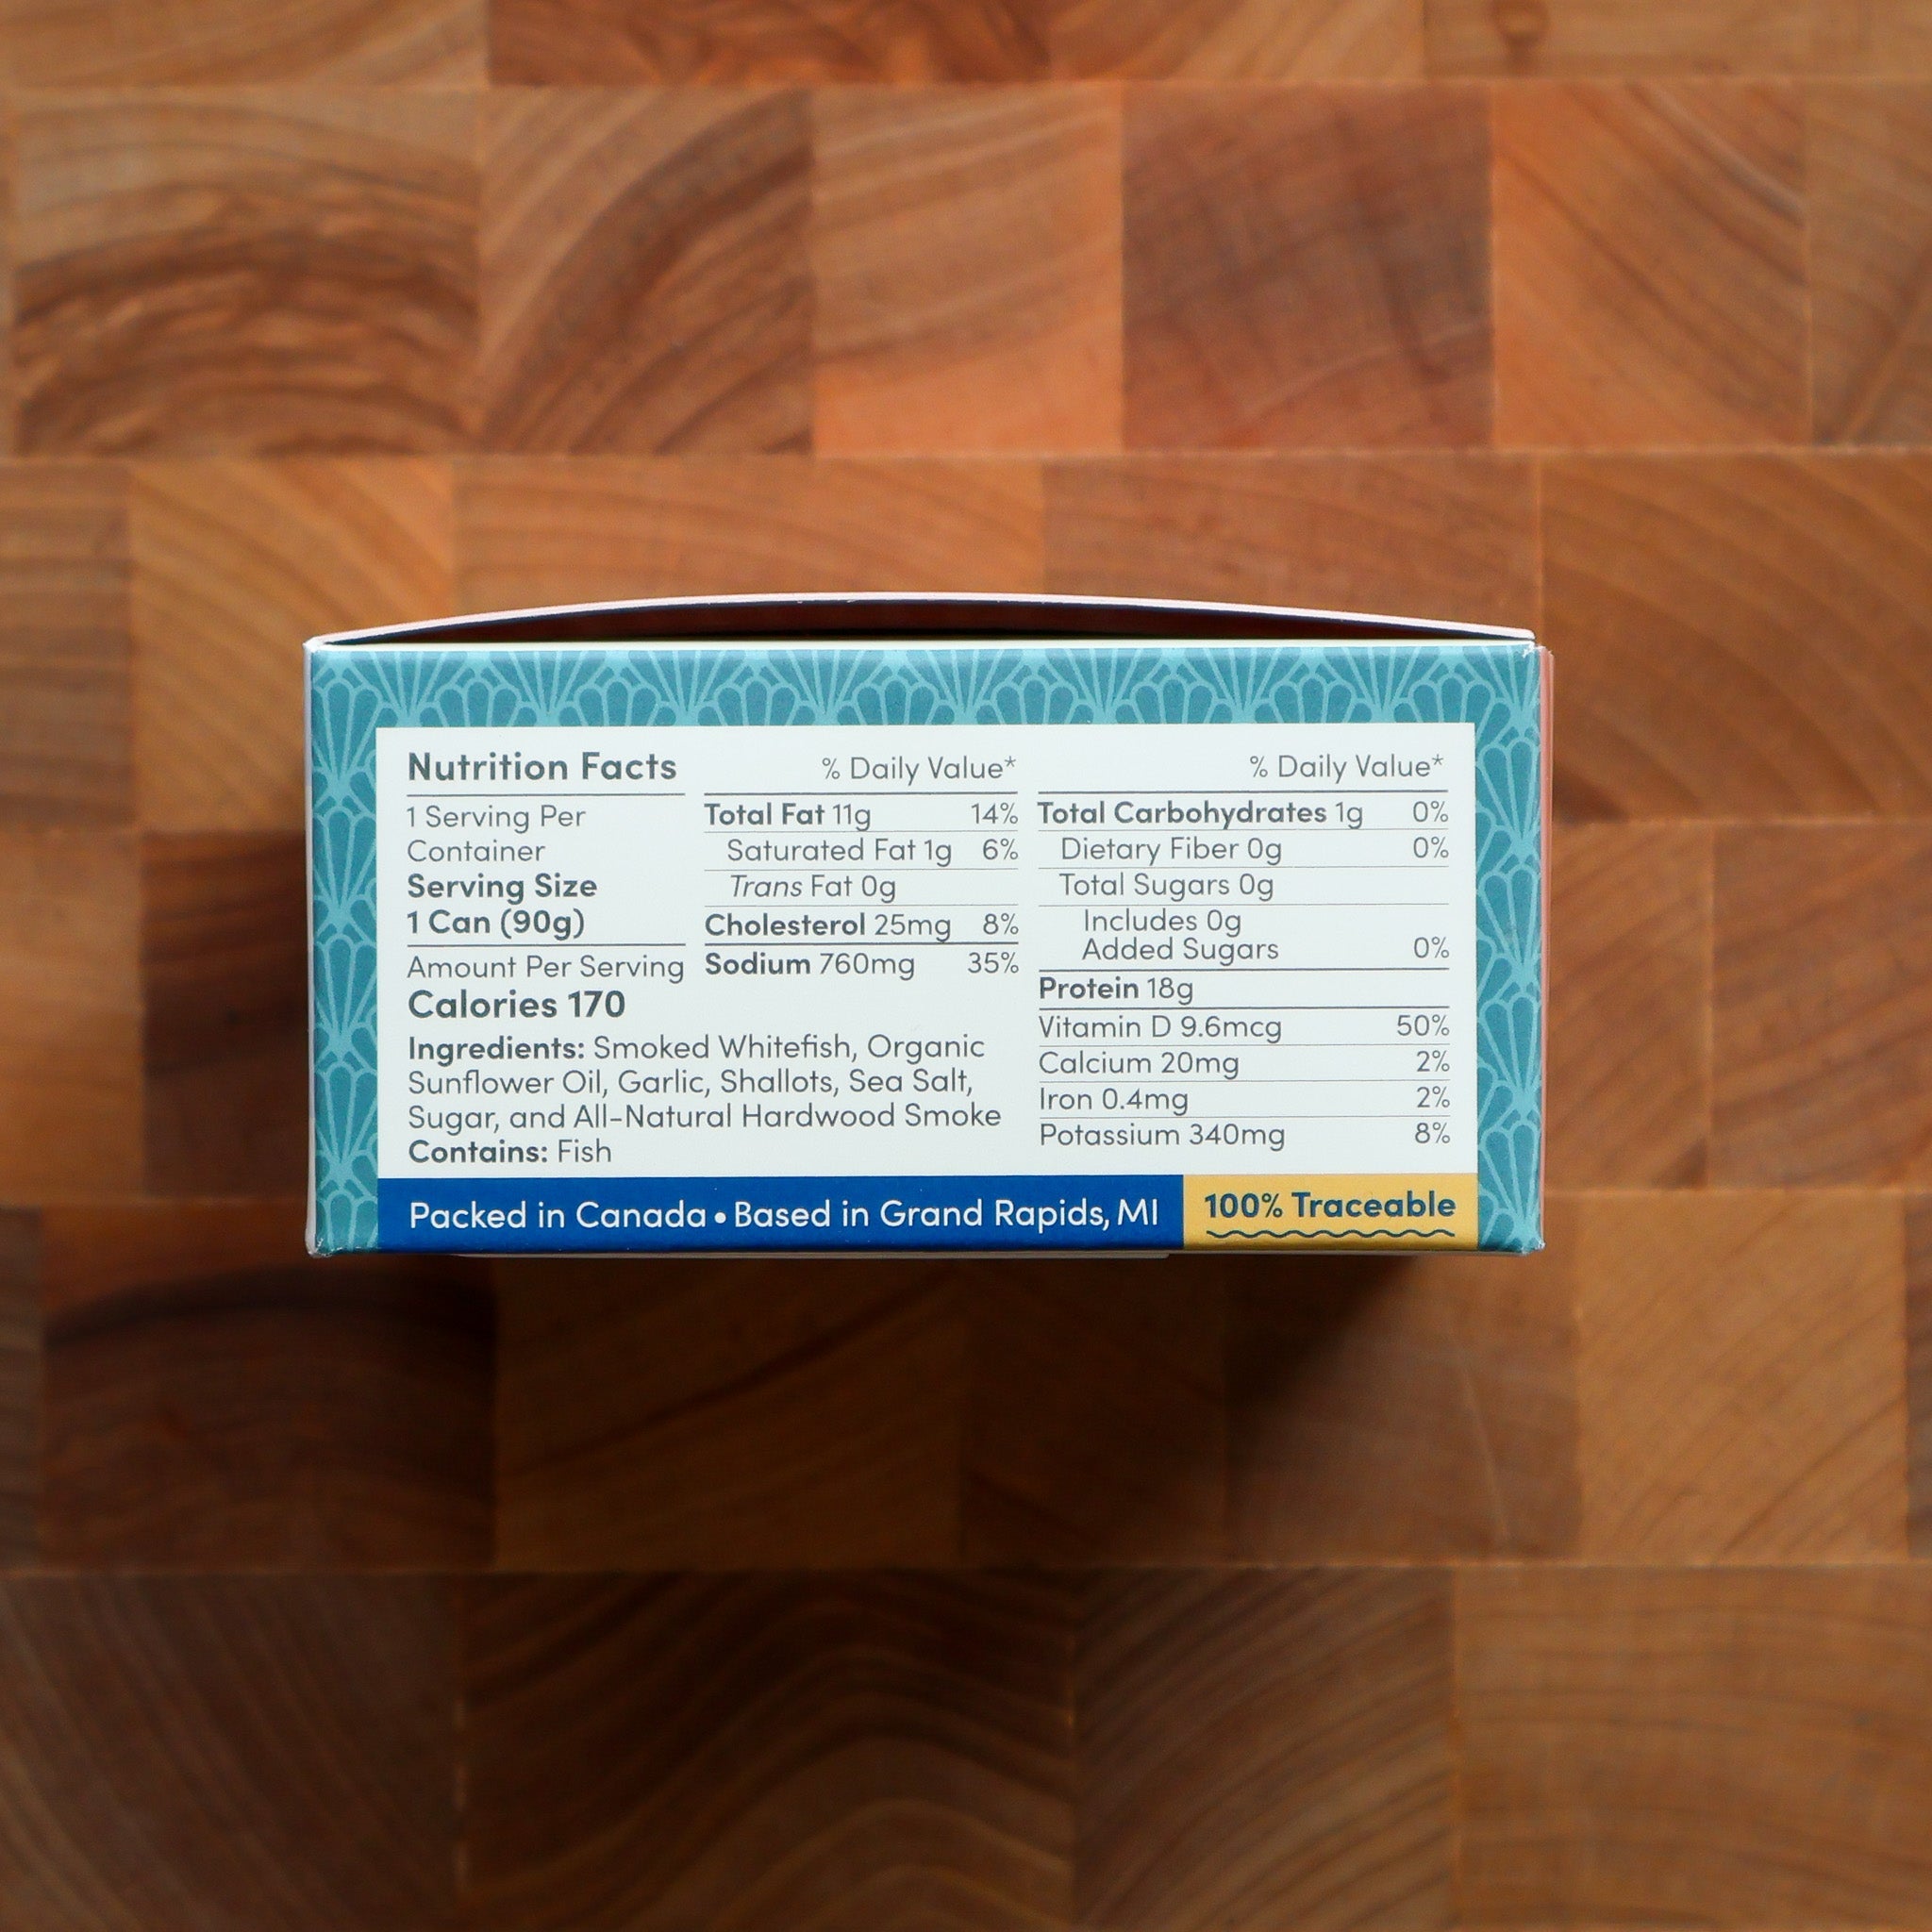 Nutrition Facts
1 Serving Per
Container
Serving Size
1 Can (90g)
Amount Per Serving
Calories 170
% Daily Value*
Total Fat 11g 14%
Saturated Fat 1g 6%
Trans Fat 0g
Cholesterol 25mg 8%
Sodium 760mg 35%
Ingredients: Smoked Whitefish, Organic
Sunflower Oil, Garlic, Shallots, Sea Salt,
Sugar, and All-Natural Hardwood Smoke
Contains: Fish
% Daily Value*
Total Carbohydrates 1g 0%
Dietary Fiber 0g 0%
Total Sugars 0g
Includes 0g
Added Sugars 0%
Protein 18g
Vitamin D 9.6mcg 50%
Calcium 20mg 2%
Iron 0.4mg 2%
Potassium 340mg 8%
Packed in Canada • Based in Grand Rapids, MI
100% Traceable